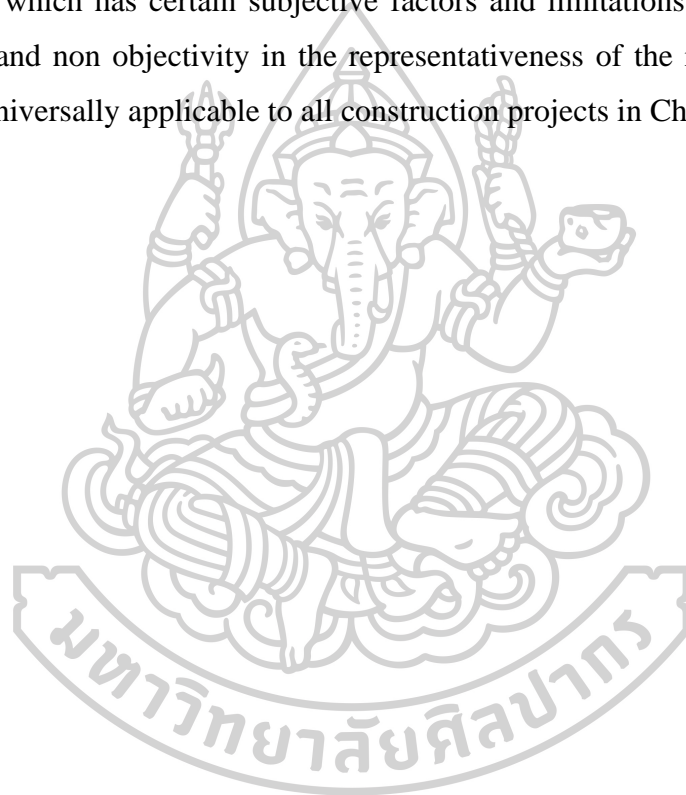 which has certain subjective factors and limitations
and non objectivity in the representativeness of the
niversally applicable to all construction projects in Ch
มหาวิทยาลัยศิลปากร